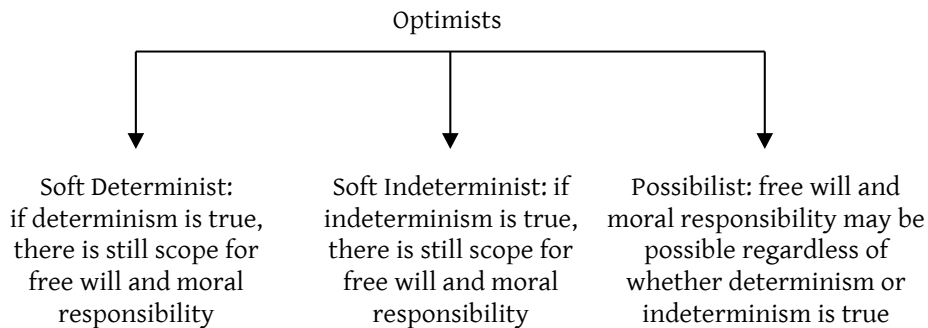 Optimists
Soft Determinist:
if determinism is true,
there is still scope for
free will and moral
responsibility
Soft Indeterminist: if
indeterminism is true,
there is still scope for
free will and moral
responsibility
Possibilist: free will and
moral responsibility may be
possible regardless of
whether determinism or
indeterminism is true